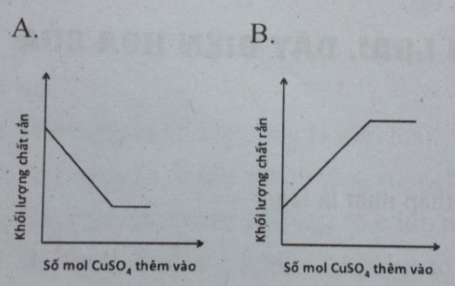 A.
Khối lượng chất rắn
Số mol CuSO₄ thêm vào
B.
Khối lượng chất rắn
Số mol CuSO₄ thêm vào